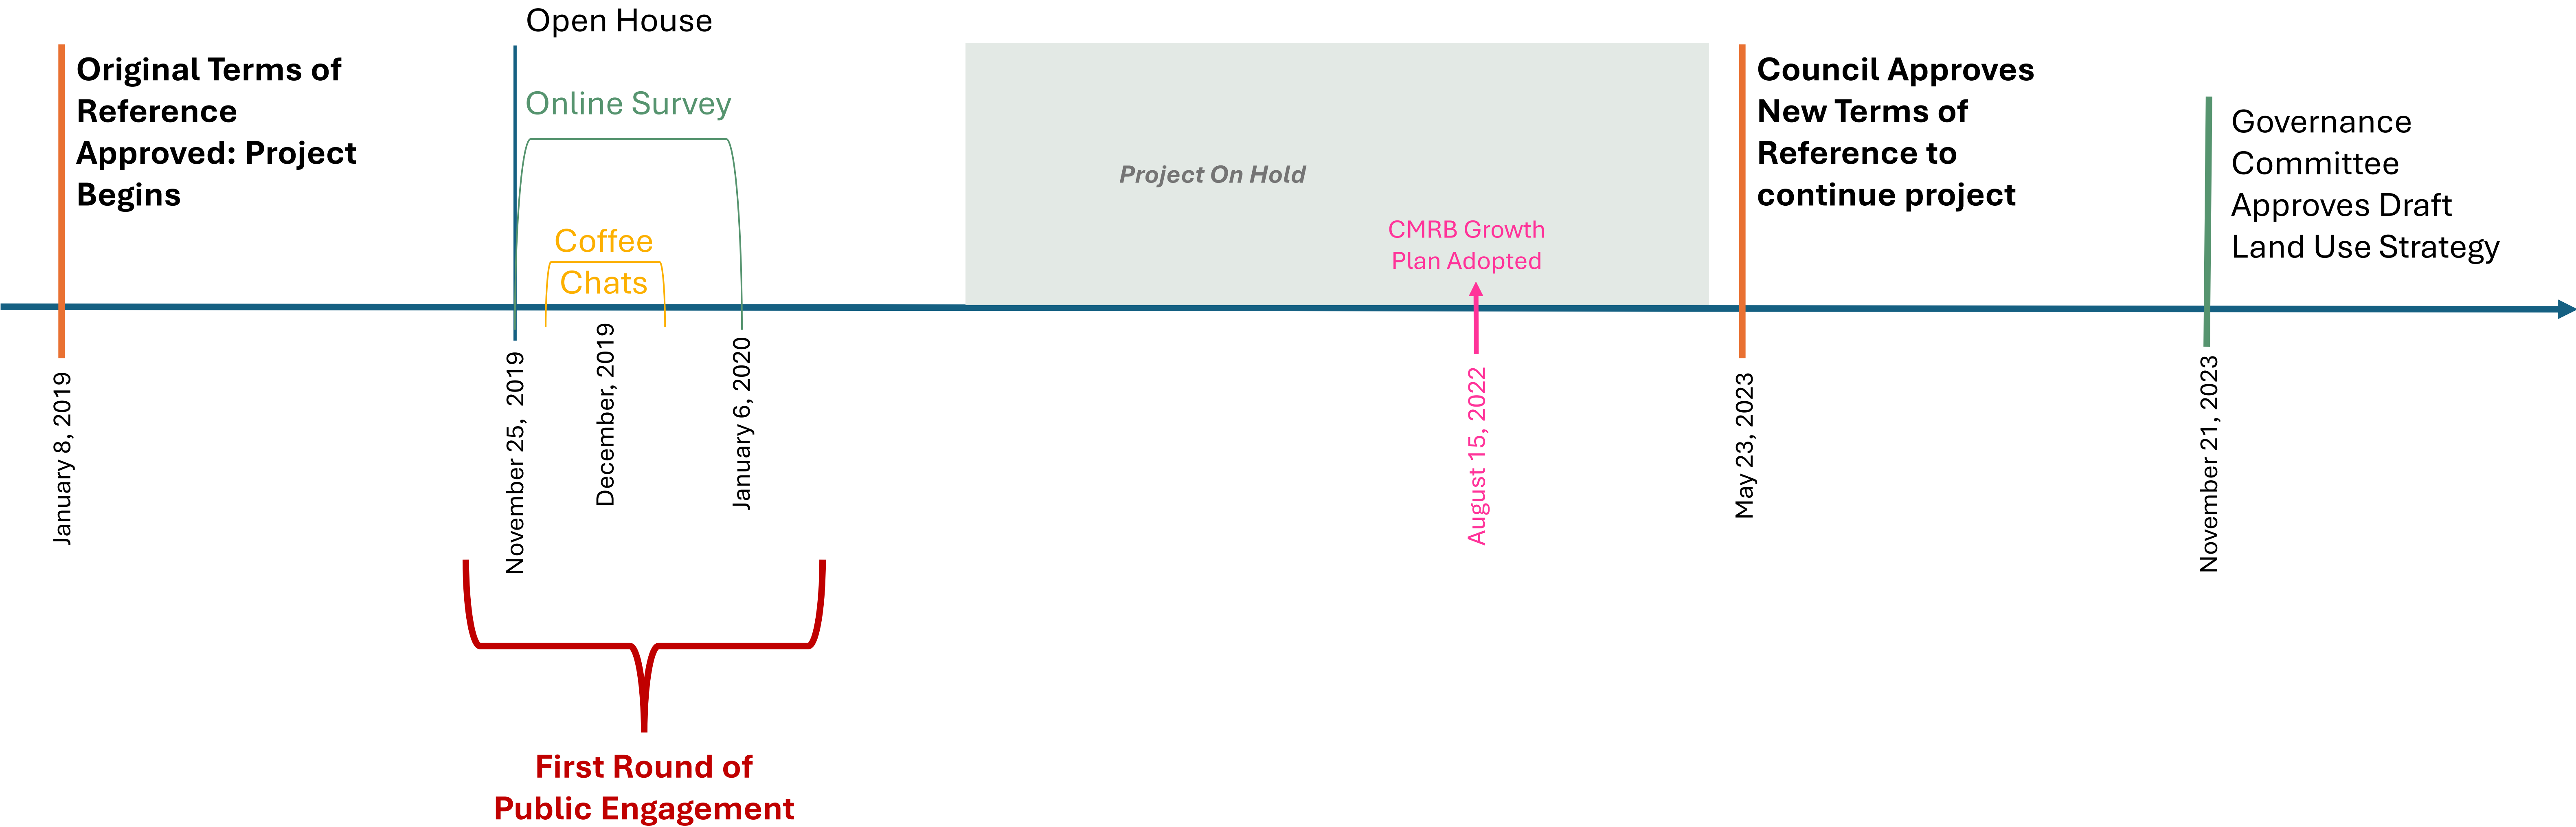 Open House
Original Terms of
Reference
Approved: Project
Begins
Online Survey
Coffee
Chats
Project On Hold
CMRB Growth
Plan Adopted
Council Approves
New Terms of
Reference to
continue project
Governance
Committee
Approves Draft
Land Use Strategy
January 8, 2019
November 25, 2019
December, 2019
January 6, 2020
August 15, 2022
May 23, 2023
November 21, 2023
First Round of
Public Engagement